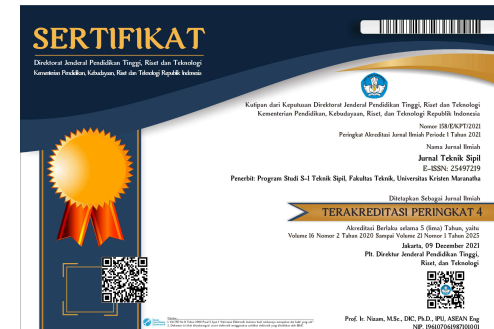 SERTIFIKAT
Direktorat Jenderal Pendidikan Tinggi, Riset dan Teknologi
Kementerian Pendidikan, Kebudayaan, Riset dan Teknologi Republik Indonesia
Kutipan dari Keputusan Direktorat Jenderal Pendidikan Tinggi, Riset dan Teknologi
Kementerian Pendidikan, Kebudayaan, Riset, dan Teknologi Republik Indonesia
Nomor 158/E/KPT/2021
Peringkat Akreditasi Jurnal Ilmiah Periode 1 Tahun 2021
Nama Jurnal Ilmiah
Jurnal Teknik Sipil
E-ISSN: 25497219
Penerbit: Program Studi S-1 Teknik Sipil, Fakultas Teknik, Universitas Kristen Maranatha
Ditetapkan Sebagai Jurnal Ilmiah
TERAKREDITASI PERINGKAT 4
Akreditasi Berlaku selama 5 (lima) Tahun, yaitu
Volume 16 Nomor 2 Tahun 2020 Sampai Volume 21 Nomor 1 Tahun 2025
Jakarta, 09 December 2021
Plt. Direktur Jenderal Pendidikan Tinggi,
Riset, dan Teknologi
Prof. Ir. Nizam, M.Sc., DIC, Ph.D., IPU, ASEAN Eng
NIP. 196107061987101001